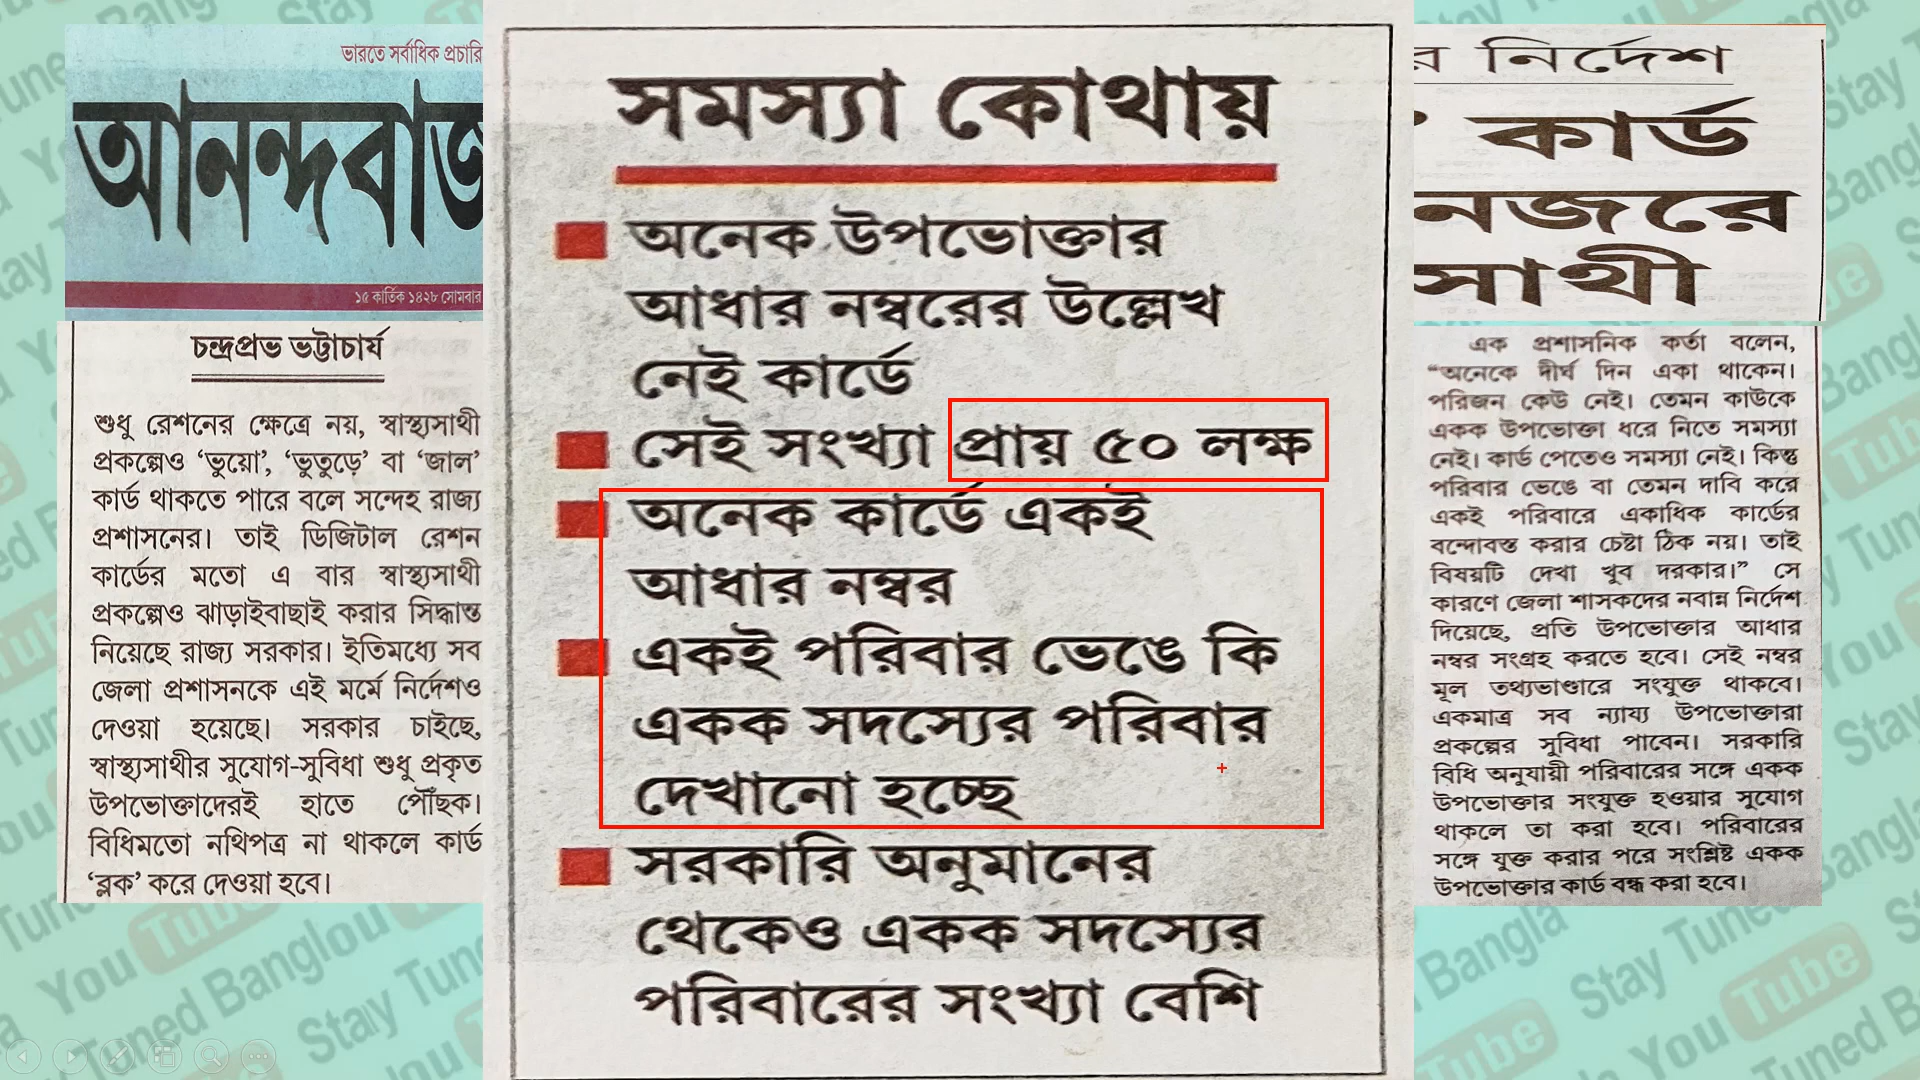 ভারতে সর্বাধিক প্রচারি
আনন্দবাজ
১৫ কার্তিক ১৪২৮ সোমবার
চন্দ্রপ্রভ ভট্টাচার্য
শুধু রেশনের ক্ষেত্রে নয়, স্বাস্থ্যসাথী
প্রকল্পেও ‘ভুয়ো’, ‘ভুতুড়ে’ বা ‘জাল’
কার্ড থাকতে পারে বলে সন্দেহ রাজ্য
প্রশাসনের। তাই ডিজিটাল রেশন
কার্ডের মতো এ বার স্বাস্থ্যসাথী
প্রকল্পেও ঝাড়াইবাছাই করার সিদ্ধান্ত
নিয়েছে রাজ্য সরকার। ইতিমধ্যে সব
জেলা প্রশাসনকে এই মর্মে নির্দেশও
দেওয়া হয়েছে। সরকার চাইছে,
স্বাস্থ্যসাথীর সুযোগ-সুবিধা শুধু প্রকৃত
উপভোক্তাদেরই হাতে পৌঁছক।
বিধিমতো নথিপত্র না থাকলে কার্ড
‘ব্লক’ করে দেওয়া হবে।
সমস্যা কোথায়
অনেক উপভোক্তার
আধার নম্বরের উল্লেখ
নেই কার্ডে
সেই সংখ্যা প্রায় ৫০ লক্ষ
অনেক কার্ডে একই
আধার নম্বর
একই পরিবার ভেঙে কি
একক সদস্যের পরিবার
দেখানো হচ্ছে
সরকারি অনুমানের
থেকেও একক সদস্যের
পরিবারের সংখ্যা বেশি
র নির্দেশ
’ কার্ড
নজরে
সাথী
এক প্রশাসনিক কর্তা বলেন,
“অনেকে দীর্ঘ দিন একা থাকেন।
পরিজন কেউ নেই। তেমন কাউকে
একক উপভোক্তা ধরে নিতে সমস্যা
নেই। কার্ড পেতেও সমস্যা নেই। কিন্তু
পরিবার ভেঙে বা তেমন দাবি করে
একই পরিবারে একাধিক কার্ডের
বন্দোবস্ত করার চেষ্টা ঠিক নয়। তাই
বিষয়টি দেখা খুব দরকার।” সে
কারণে জেলা শাসকদের নবান্ন নির্দেশ
দিয়েছে, প্রতি উপভোক্তার আধার
নম্বর সংগ্রহ করতে হবে। সেই নম্বর
মূল তথ্যভাণ্ডারে সংযুক্ত থাকবে।
একমাত্র সব ন্যায্য উপভোক্তারা
প্রকল্পের সুবিধা পাবেন। সরকারি
বিধি অনুযায়ী পরিবারের সঙ্গে একক
উপভোক্তার সংযুক্ত হওয়ার সুযোগ
থাকলে তা করা হবে। পরিবারের
সঙ্গে যুক্ত করার পরে সংশ্লিষ্ট একক
উপভোক্তার কার্ড বন্ধ করা হবে।
Stay Tuned Bangla
YouTube